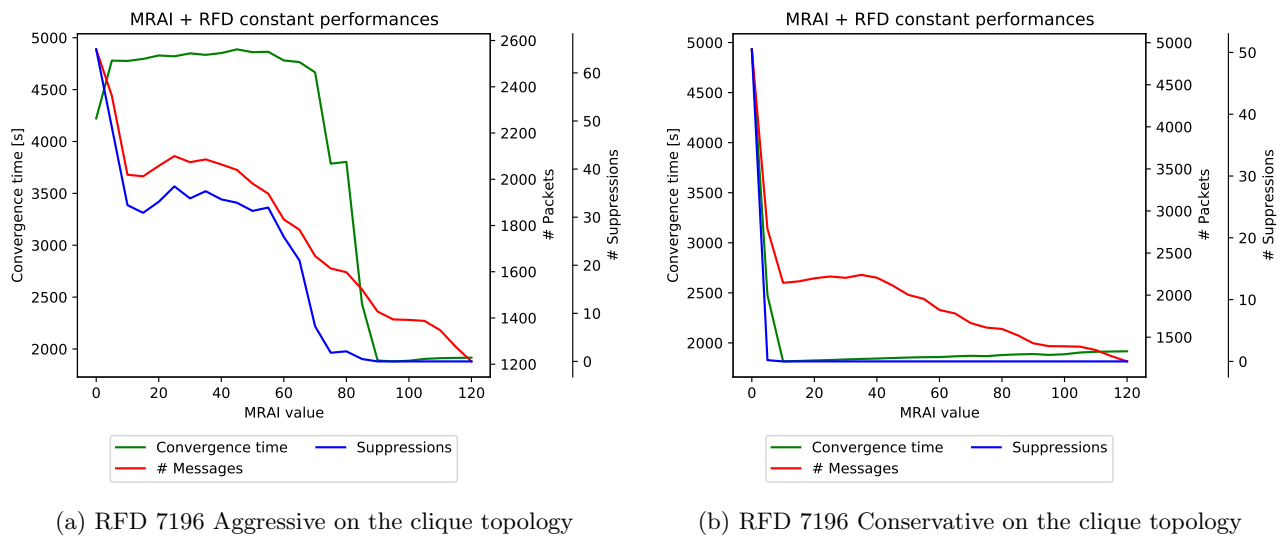 MRAI + RFD constant performances
5000
4500
4000
3500
3000
2500
2000
Convergence time [s]
2600
2400
2200
2000
1800
1600
1400
1200
# Packets
60
50
40
30
20
10
0
# Suppressions
0 20 40 60 80 100 120
MRAI value
Convergence time
# Messages
Suppressions
(a) RFD 7196 Aggressive on the clique topology
MRAI + RFD constant performances
5000
4500
4000
3500
3000
2500
2000
Convergence time [s]
5000
4500
4000
3500
3000
2500
2000
1500
# Packets
50
40
30
20
10
0
# Suppressions
0 20 40 60 80 100 120
MRAI value
Convergence time
# Messages
Suppressions
(b) RFD 7196 Conservative on the clique topology